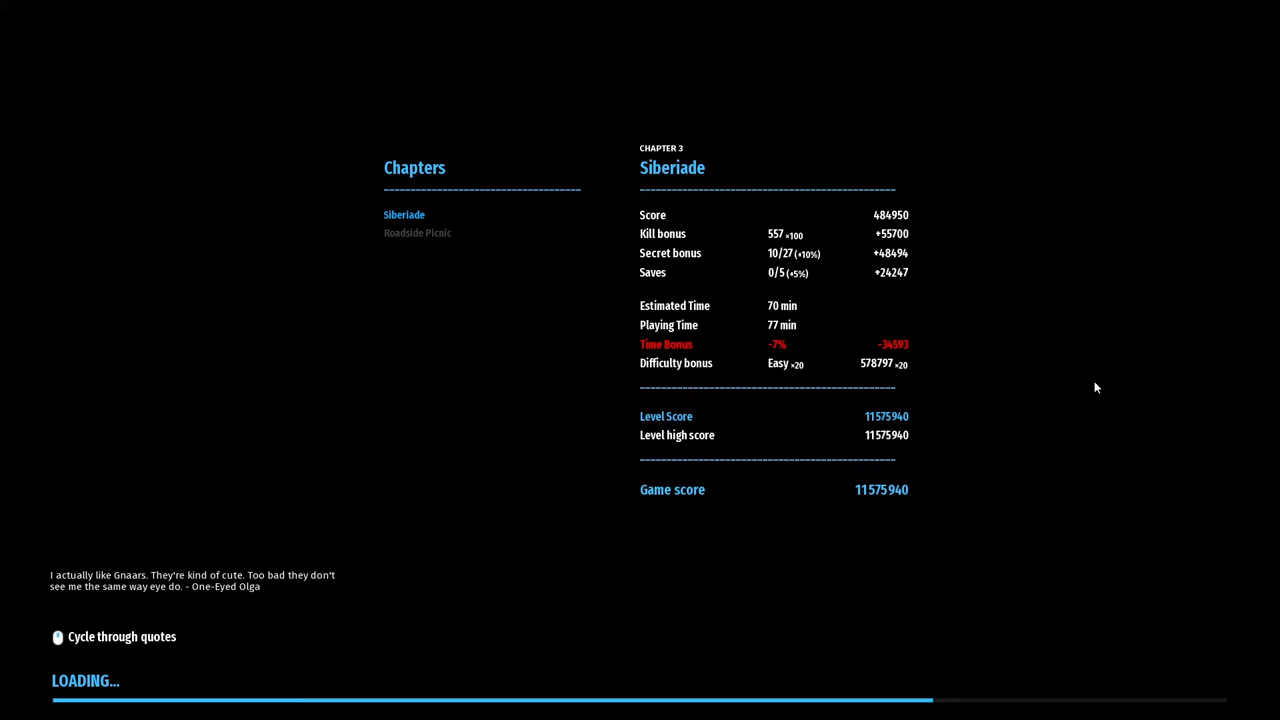 Chapters
Siberiade
Roadside Picnic
CHAPTER 3
Siberiade
Score 484950
Kill bonus 557 ×100 +55700
Secret bonus 10/27 (+10%) +48494
Saves 0/5 (+5%) +24247
Estimated Time 70 min
Playing Time 77 min
Time Bonus -7% -34593
Difficulty bonus Easy ×20 578797 ×20
Level Score 11575940
Level high score 11575940
Game score 11575940
I actually like Gnaars. They're kind of cute. Too bad they don't
see me the same way eye do. - One-Eyed Olga
Cycle through quotes
LOADING...